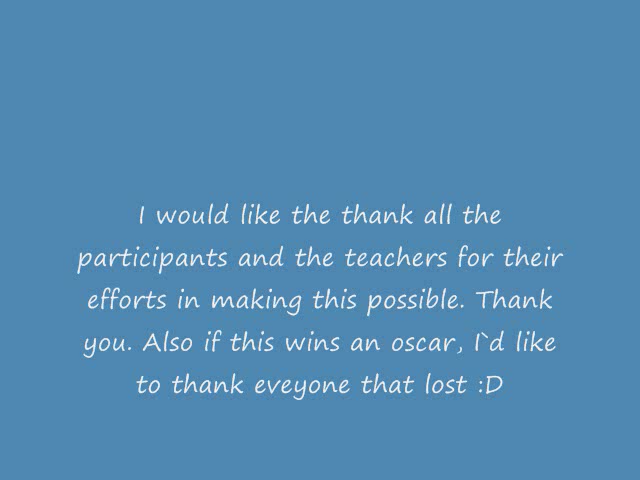 I would like the thank all the
participants and the teachers for their
efforts in making this possible. Thank
you. Also if this wins an oscar, I`d like
to thank eveyone that lost :D